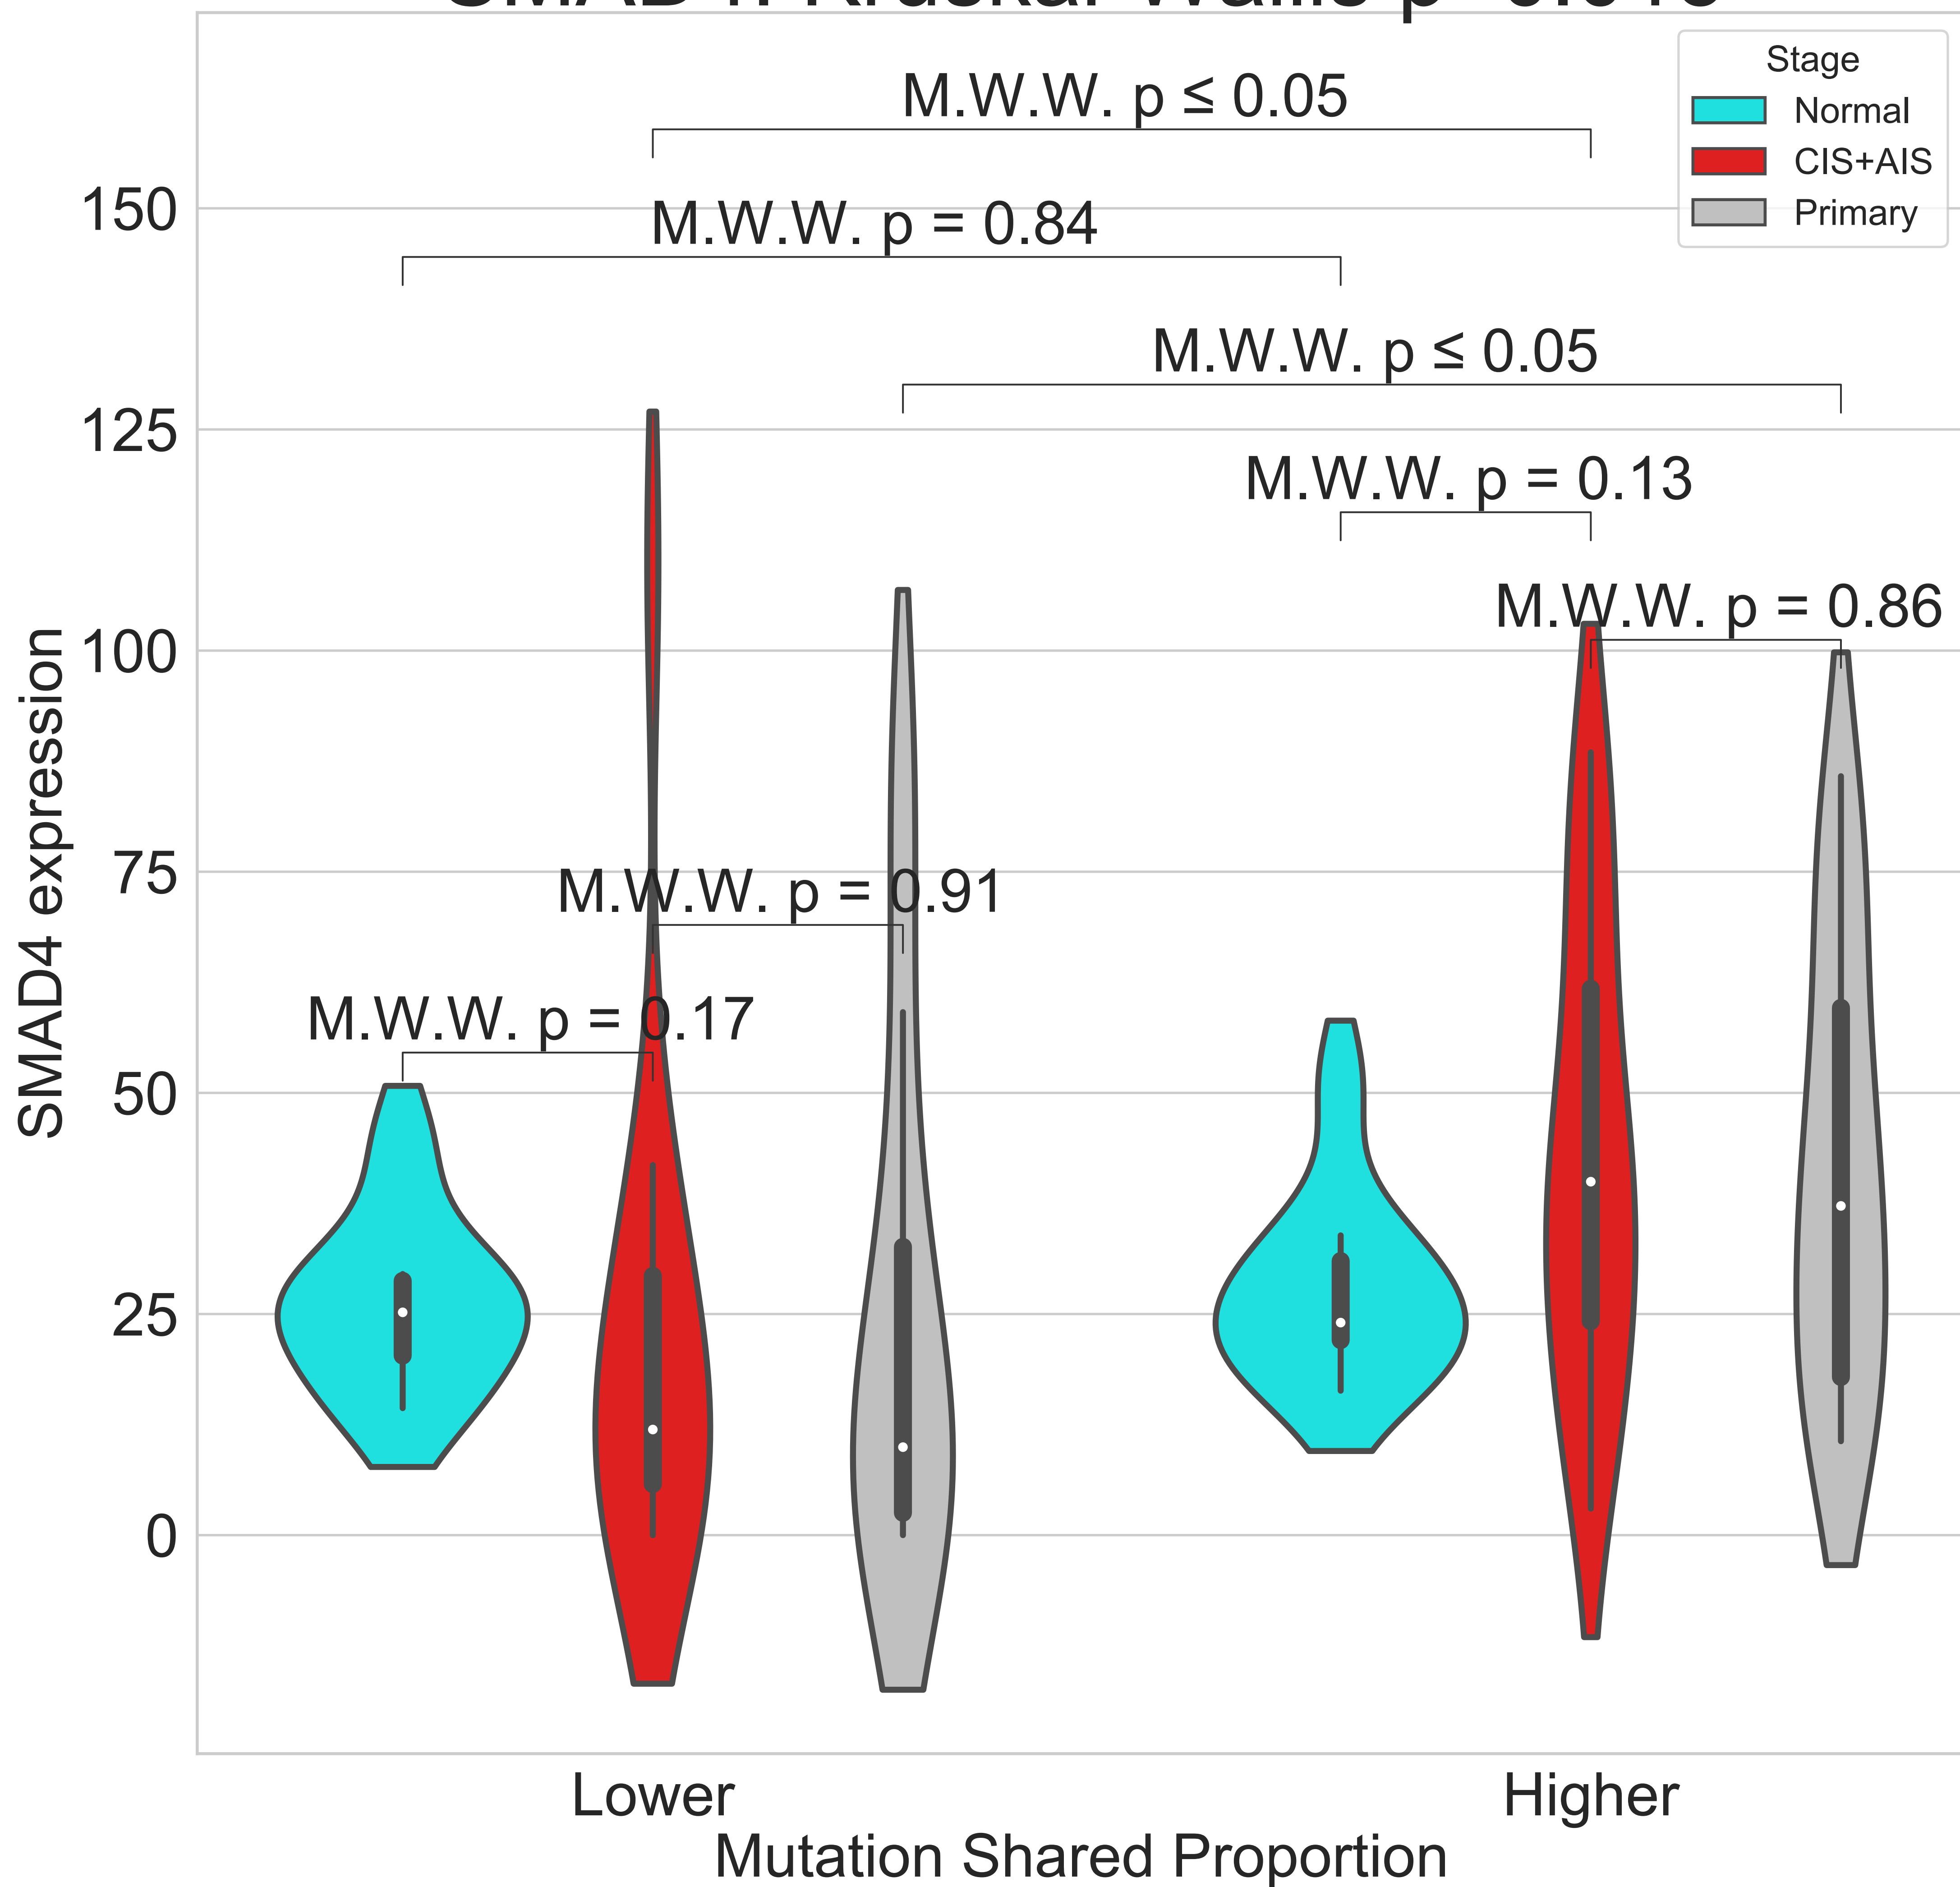 Stage
Normal
CIS+AIS
Primary
M.W.W. p ≤ 0.05
M.W.W. p = 0.84
M.W.W. p ≤ 0.05
M.W.W. p = 0.13
M.W.W. p = 0.86
M.W.W. p = 0.91
M.W.W. p = 0.17
150
125
100
75
50
25
0
SMAD4 expression
Lower
Higher
Mutation Shared Proportion